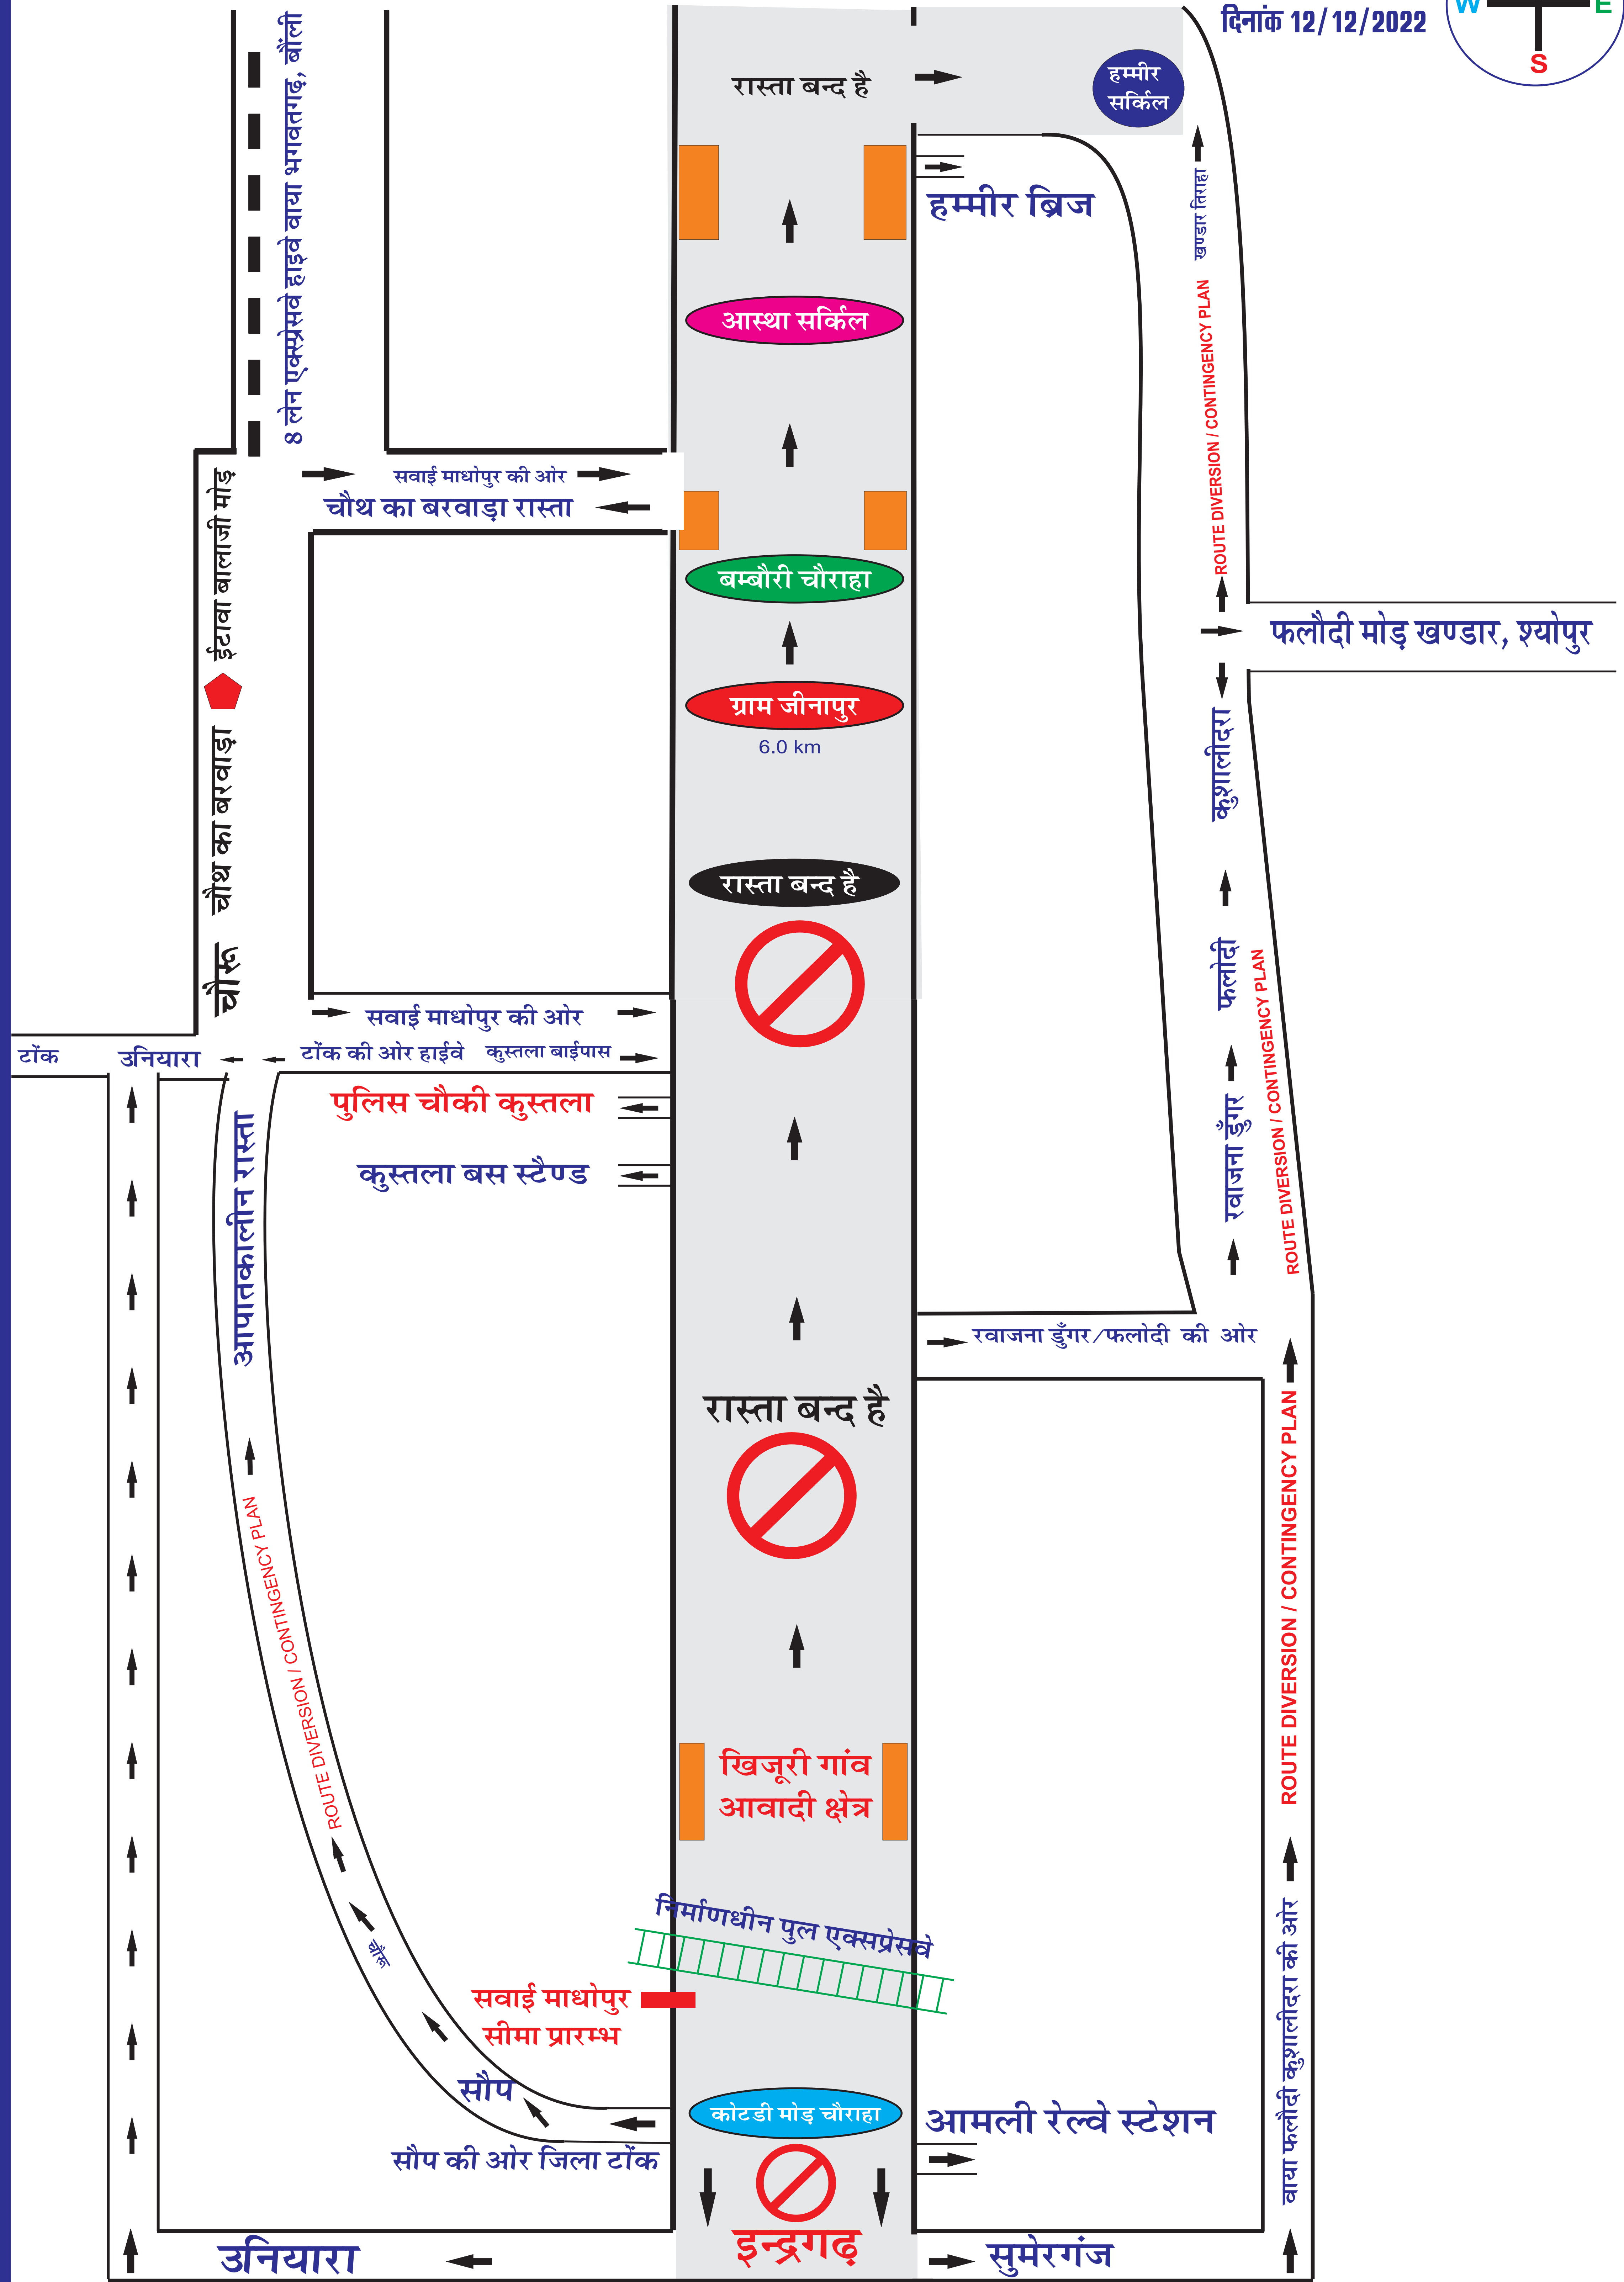 दिनांक 12/12/2022
W
E
S
रास्ता बन्द है
हम्मीर
सर्किल
8 लेन एक्स्प्रेसवे हाइवे वाया भगवतगढ़, बौंली
हम्मीर ब्रिज
खण्डार तिराहा
आस्था सर्किल
ROUTE DIVERSION / CONTINGENCY PLAN
सवाई माधोपुर की ओर
चौथ का बरवाड़ा रास्ता
ईटावा बालाजी मोड़
बम्बौरी चौराहा
फलौदी मोड़ खण्डार, श्योपुर
ग्राम जीनापुर
6.0 km
कुशालीदरा
चौथ का बरवाड़ा
रास्ता बन्द है
चौरू
फलोदी
ROUTE DIVERSION / CONTINGENCY PLAN
सवाई माधोपुर की ओर
टोंक
उनियारा
टोंक की ओर हाईवे
कुस्तला बाईपास
पुलिस चौकी कुस्तला
रवाजना डुँगर
कुस्तला बस स्टैण्ड
आपातकालीन रास्ता
रवाजना डुँगर/फलोदी की ओर
रास्ता बन्द है
ROUTE DIVERSION / CONTINGENCY PLAN
ROUTE DIVERSION / CONTINGENCY PLAN
खिजूरी गांव
आवादी क्षेत्र
निर्माणधीन पुल एक्सप्रेसवे
चौरू
सवाई माधोपुर
सीमा प्रारम्भ
वाया फलौदी कुशालीदरा की ओर
सौप
कोटडी मोड़ चौराहा
आमली रेल्वे स्टेशन
सौप की ओर जिला टोंक
इन्द्रगढ़
उनियारा
सुमेरगंज